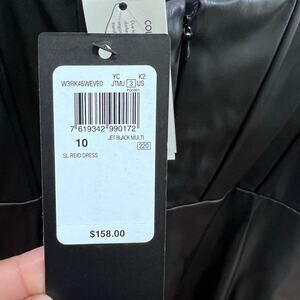 W3RK45WEVE0 YC K2
JTMU 3 US
7 619342 990172
JET BLACK MULTI
10
220
SL REID DRESS
$158.00